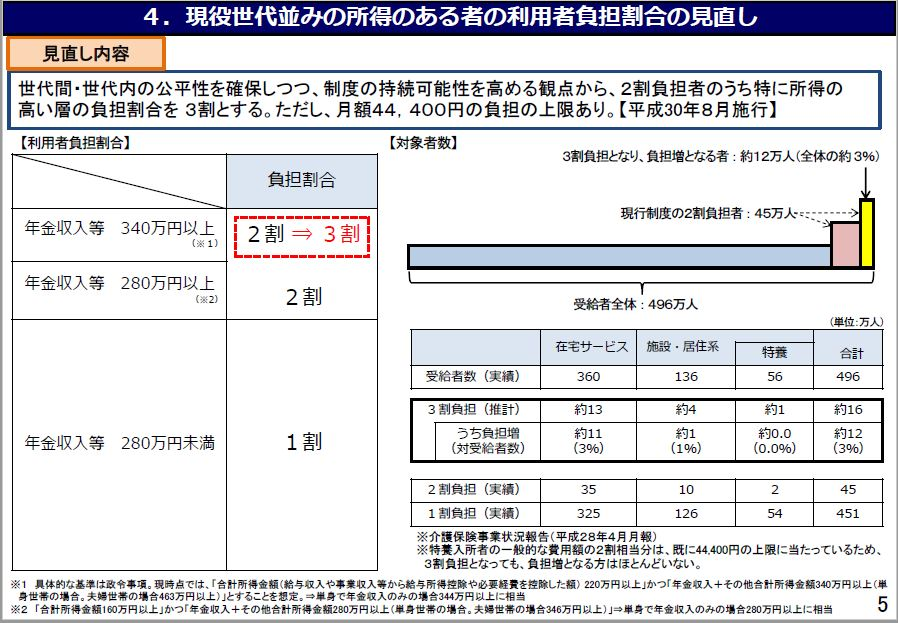 ４．現役世代並みの所得のある者の利用者負担割合の見直し
見直し内容
世代間・世代内の公平性を確保しつつ、制度の持続可能性を高める観点から、２割負担者のうち特に所得の
高い層の負担割合を３割とする。ただし、月額44，400円の負担の上限あり。【平成30年８月施行】
【利用者負担割合】
負担割合
年金収入等　340万円以上
(※1)
２割 ⇒ ３割
年金収入等　280万円以上
(※2)
２割
年金収入等　280万円未満
１割
【対象者数】
3割負担となり、負担増となる者：約12万人（全体の約３％）
現行制度の2割負担者：45万人
受給者全体：496万人
（単位：万人）
在宅サービス　施設・居住系　特養　合計
受給者数（実績）　360　136　56　496
３割負担（推計）　約13　約4　約1　約16
うち負担増　約11　約1　約0.0　約12
（対受給者数）　(3%)　(1%)　(0.0%)　(3%)
２割負担（実績）　35　10　2　45
１割負担（実績）　325　126　54　451
※介護保険事業状況報告（平成28年４月月報）
※特養入所者の一般的な費用額の２割相当分は、既に44,400円の上限に当たっているため、
３割負担となっても、負担増となる方はほとんどいない。
※１　具体的な基準は政令事項。現時点では、「合計所得金額（給与収入や事業収入等から給与所得控除や必要経費を控除した額） 220万円以上」かつ「年金収入＋その他合計所得金額340万円以上（単
身世帯の場合。夫婦世帯の場合463万円以上）」とすることを想定。⇒単身で年金収入のみの場合344万円以上に相当
※２　「合計所得金額160万円以上」かつ「年金収入＋その他合計所得金額280万円以上（単身世帯の場合。夫婦世帯の場合346万円以上）」⇒単身で年金収入のみの場合280万円以上に相当
5